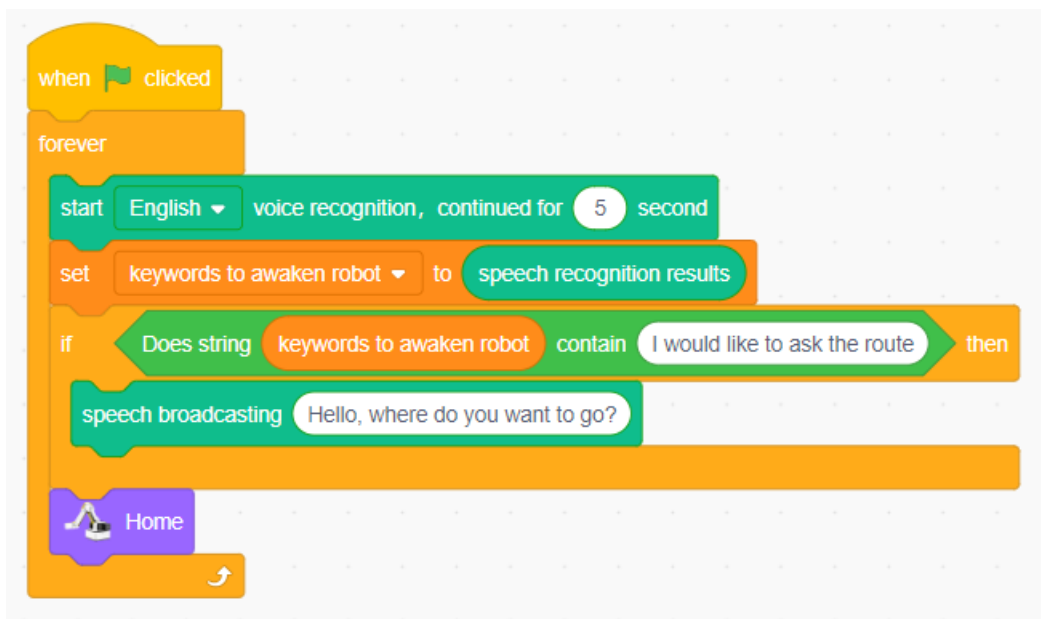 when clicked
forever
start English voice recognition, continued for 5 second
set keywords to awaken robot to speech recognition results
if Does string keywords to awaken robot contain I would like to ask the route then
speech broadcasting Hello, where do you want to go?
Home